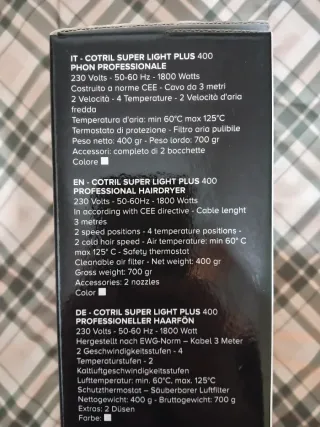 IT - COTRIL SUPER LIGHT PLUS 400
PHON PROFESSIONALE
230 Volts - 50-60 Hz - 1800 Watts
Costruito a norme CEE - Cavo da 3 metri
2 Velocità - 4 Temperature - 2 Velocità d'aria
fredda
Temperatura d'aria: min 60°C max 125°C
Termostato di protezione - Filtro aria pulibile
Peso netto: 400 gr - Peso lordo: 700 gr
Accessori: completo di 2 bocchette
Colore
EN - COTRIL SUPER LIGHT PLUS 400
PROFESSIONAL HAIRDRYER
230 Volts - 50-60Hz - 1800 Watts
In according with CEE directive - Cable lenght
3 metres
2 speed positions - 4 temperature positions -
2 cold hair speed - Air temperature: min 60° C
max 125° C - Safety thermostat
Cleanable air filter - Net weight: 400 gr
Grass weight: 700 gr
Accessories: 2 nozzles
Color
DE - COTRIL SUPER LIGHT PLUS 400
PROFESSIONELLER HAARFÖN
230 Volts - 50-60 Hz - 1800 Watt
Hergestellt nach EWG-Norm – Kabel 3 Meter
2 Geschwindigkeitsstufen - 4
Temperaturstufen - 2
Kaltluftgeschwindigkeitsstufen
Lufttemperatur: min. 60°C, max. 125°C
Schutzthermostat – Säuberbarer Luftfilter
Nettogewicht: 400gr - Bruttogewicht: 700gr
Extras: 2 Düsen
Farbe: